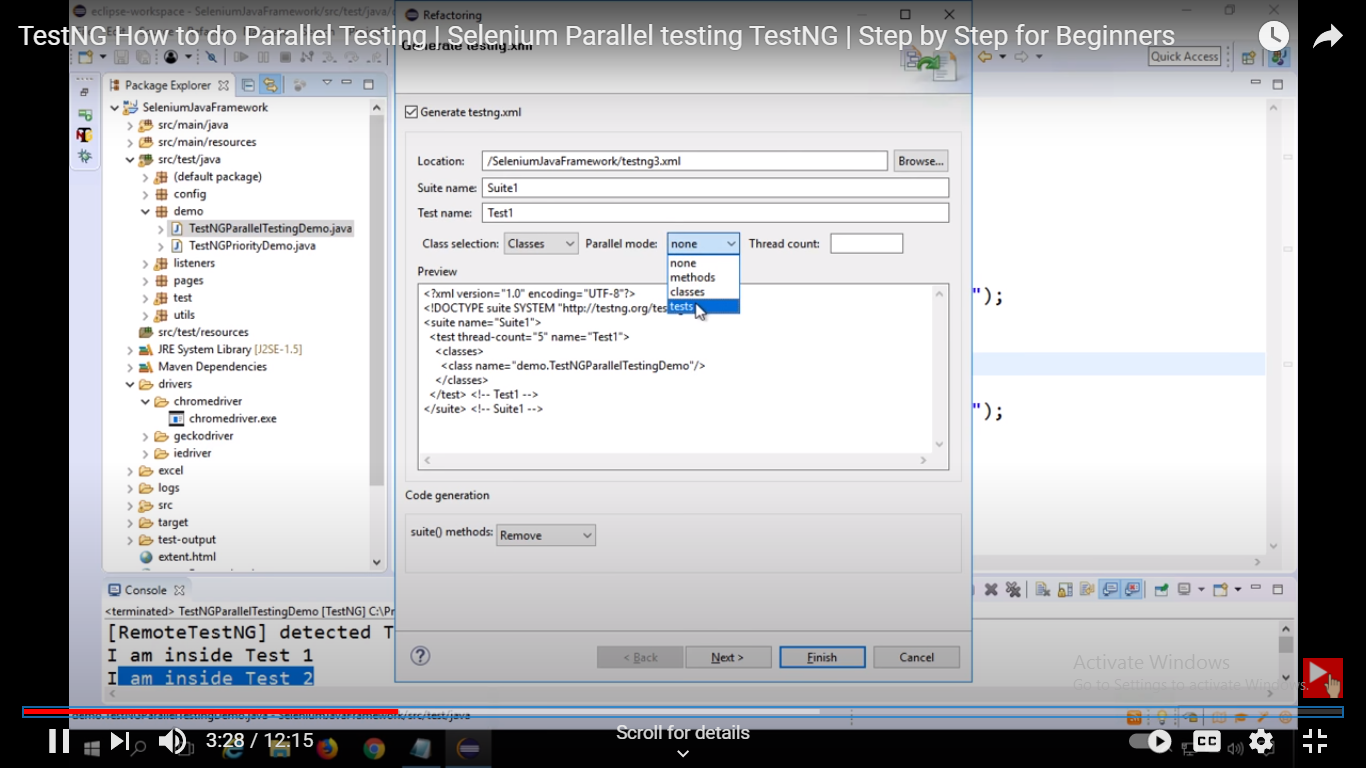 eclipse-workspace - SeleniumJavaFramework/src/test/java/
Refactoring
TestNG How to do Parallel Testing | Selenium Parallel testing TestNG | Step by Step for Beginners
Generate testng.xml
Quick Access
Package Explorer
SeleniumJavaFramework
src/main/java
src/main/resources
src/test/java
(default package)
config
demo
TestNGParallelTestingDemo.java
TestNGPriorityDemo.java
listeners
pages
test
utils
src/test/resources
JRE System Library [J2SE-1.5]
Maven Dependencies
drivers
chromedriver
chromedriver.exe
geckodriver
iedriver
excel
logs
src
target
test-output
extent.html
Generate testng.xml
Location: /SeleniumJavaFramework/testng3.xml Browse...
Suite name: Suite1
Test name: Test1
Class selection: Classes Parallel mode: none Thread count:
none
methods
classes
tests
Preview
<?xml version="1.0" encoding="UTF-8"?>
<!DOCTYPE suite SYSTEM "http://testng.org/tes
<suite name="Suite1">
<test thread-count="5" name="Test1">
<classes>
<class name="demo.TestNGParallelTestingDemo"/>
</classes>
</test> <!-- Test1 -->
</suite> <!-- Suite1 -->
");
");
Code generation
suite() methods: Remove
< Back Next > Finish Cancel
Console
<terminated> TestNGParallelTestingDemo [TestNG] C:\Pr
[RemoteTestNG] detected T
I am inside Test 1
I am inside Test 2
Activate Windows
Go to Settings to activate Windows.
demo.TestNGParallelTestingDemo.java - SeleniumJavaFramework/src/test/java
3:28 / 12:15
Scroll for details
CC